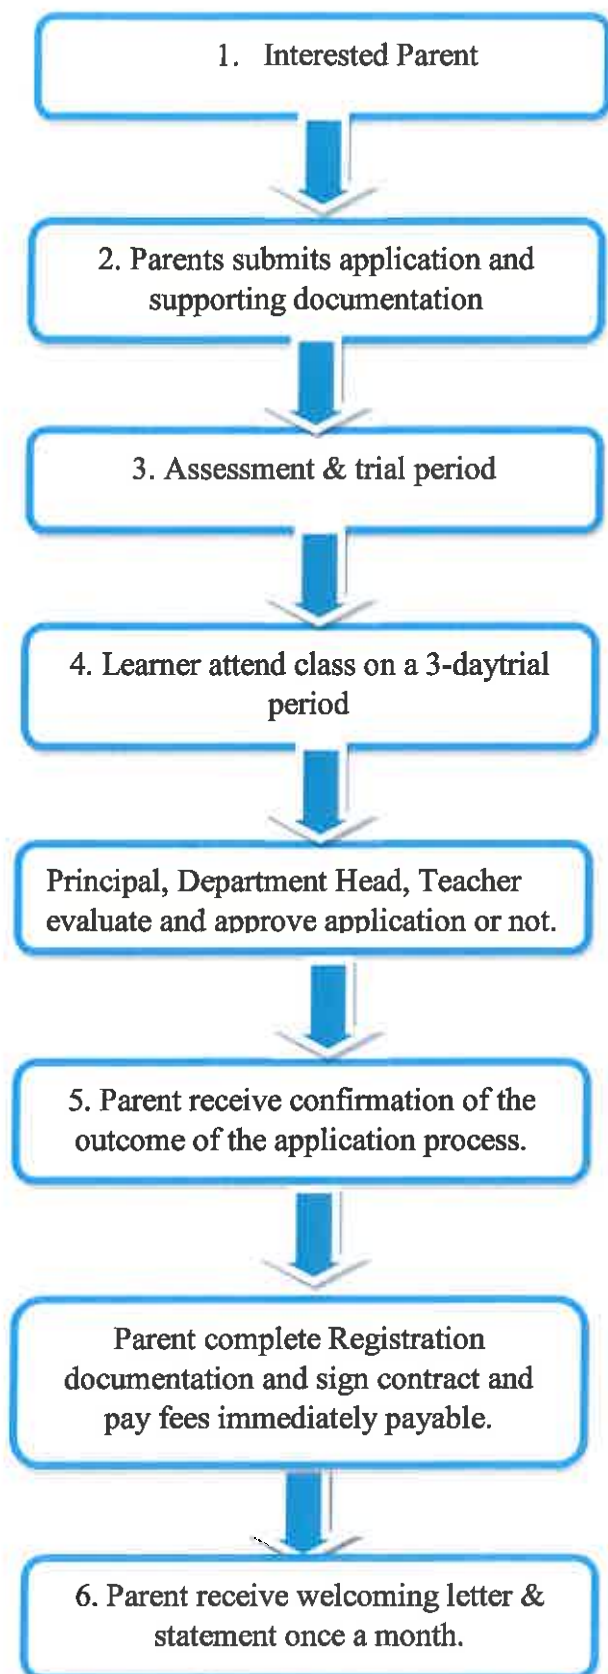 1. Interested Parent
2. Parents submits application and
supporting documentation
3. Assessment & trial period
4. Learner attend class on a 3-daytrial
period
Principal, Department Head, Teacher
evaluate and approve application or not.
5. Parent receive confirmation of the
outcome of the application process.
Parent complete Registration
documentation and sign contract and
pay fees immediately payable.
6. Parent receive welcoming letter &
statement once a month.